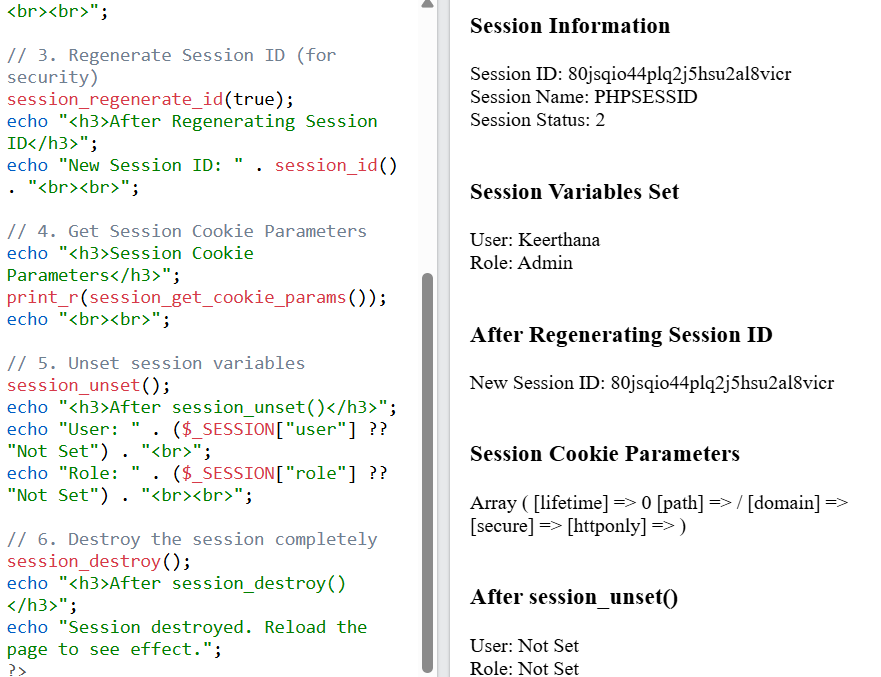 <br><br>";
// 3. Regenerate Session ID (for
security)
session_regenerate_id(true);
echo "<h3>After Regenerating Session
ID</h3>";
echo "New Session ID: " . session_id()
. "<br><br>";
// 4. Get Session Cookie Parameters
echo "<h3>Session Cookie
Parameters</h3>";
print_r(session_get_cookie_params());
echo "<br><br>";
// 5. Unset session variables
session_unset();
echo "<h3>After session_unset()</h3>";
echo "User: " . ($_SESSION["user"] ??
"Not Set") . "<br>";
echo "Role: " . ($_SESSION["role"] ??
"Not Set") . "<br><br>";
// 6. Destroy the session completely
session_destroy();
echo "<h3>After session_destroy()
</h3>";
echo "Session destroyed. Reload the
page to see effect.";
?>
Session Information
Session ID: 80jsqio44plq2j5hsu2al8vicr
Session Name: PHPSESSID
Session Status: 2
Session Variables Set
User: Keerthana
Role: Admin
After Regenerating Session ID
New Session ID: 80jsqio44plq2j5hsu2al8vicr
Session Cookie Parameters
Array ( [lifetime] => 0 [path] => / [domain] =>
[secure] => [httponly] => )
After session_unset()
User: Not Set
Role: Not Set